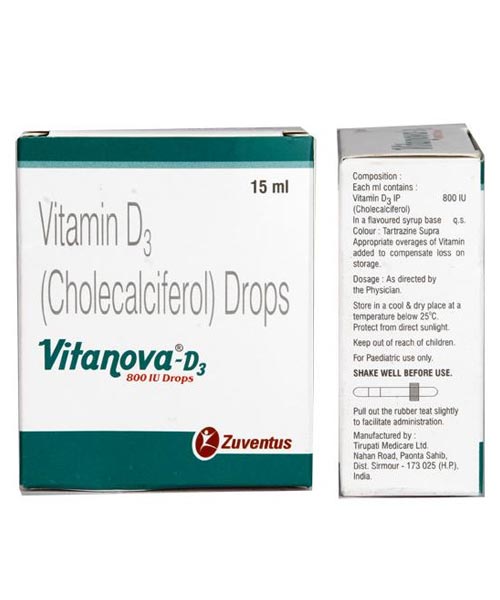 15 ml
Vitamin D3
(Cholecalciferol) Drops
Vitanova®-D3
800 IU Drops
Zuventus
Composition :
Each ml contains :
Vitamin D3 IP 800 IU
(Cholecalciferol)
In a flavoured syrup base q.s.
Colour : Tartrazine Supra
Appropriate overages of Vitamin
added to compensate loss on
storage.
Dosage : As directed by
the Physician.
Store in a cool & dry place at a
temperature below 25°C.
Protect from direct sunlight.
Keep out of reach of children.
For Paediatric use only.
SHAKE WELL BEFORE USE.
Pull out the rubber teat slightly
to facilitate administration.
Manufactured by :
Tirupati Medicare Ltd.
Nahan Road, Paonta Sahib,
Dist. Sirmour - 173 025 (H.P.),
India.